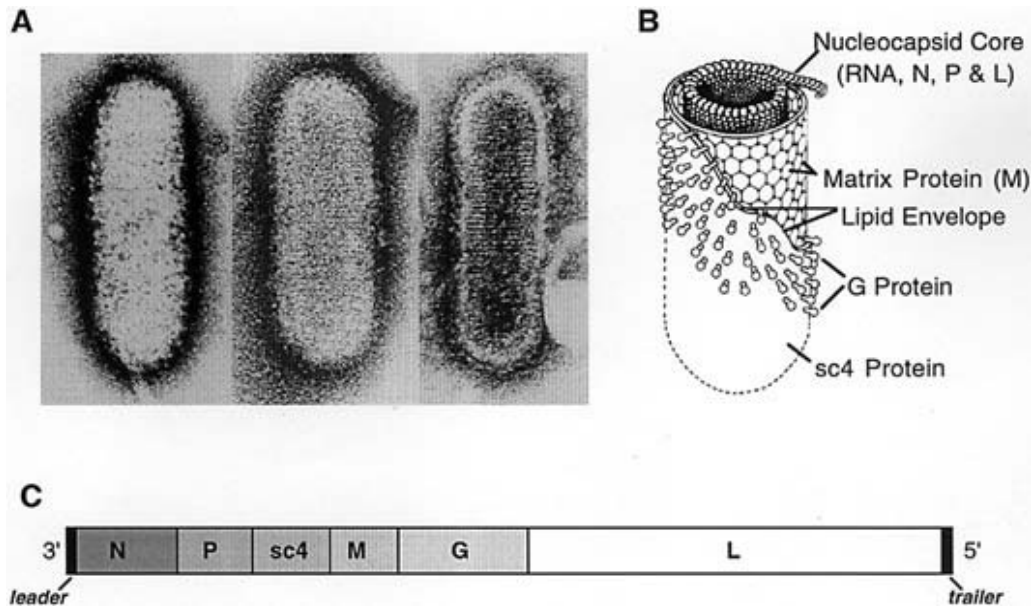 A
B
Nucleocapsid Core
(RNA, N, P & L)
Matrix Protein (M)
Lipid Envelope
G Protein
sc4 Protein
C
3' N P sc4 M G L 5'
leader trailer